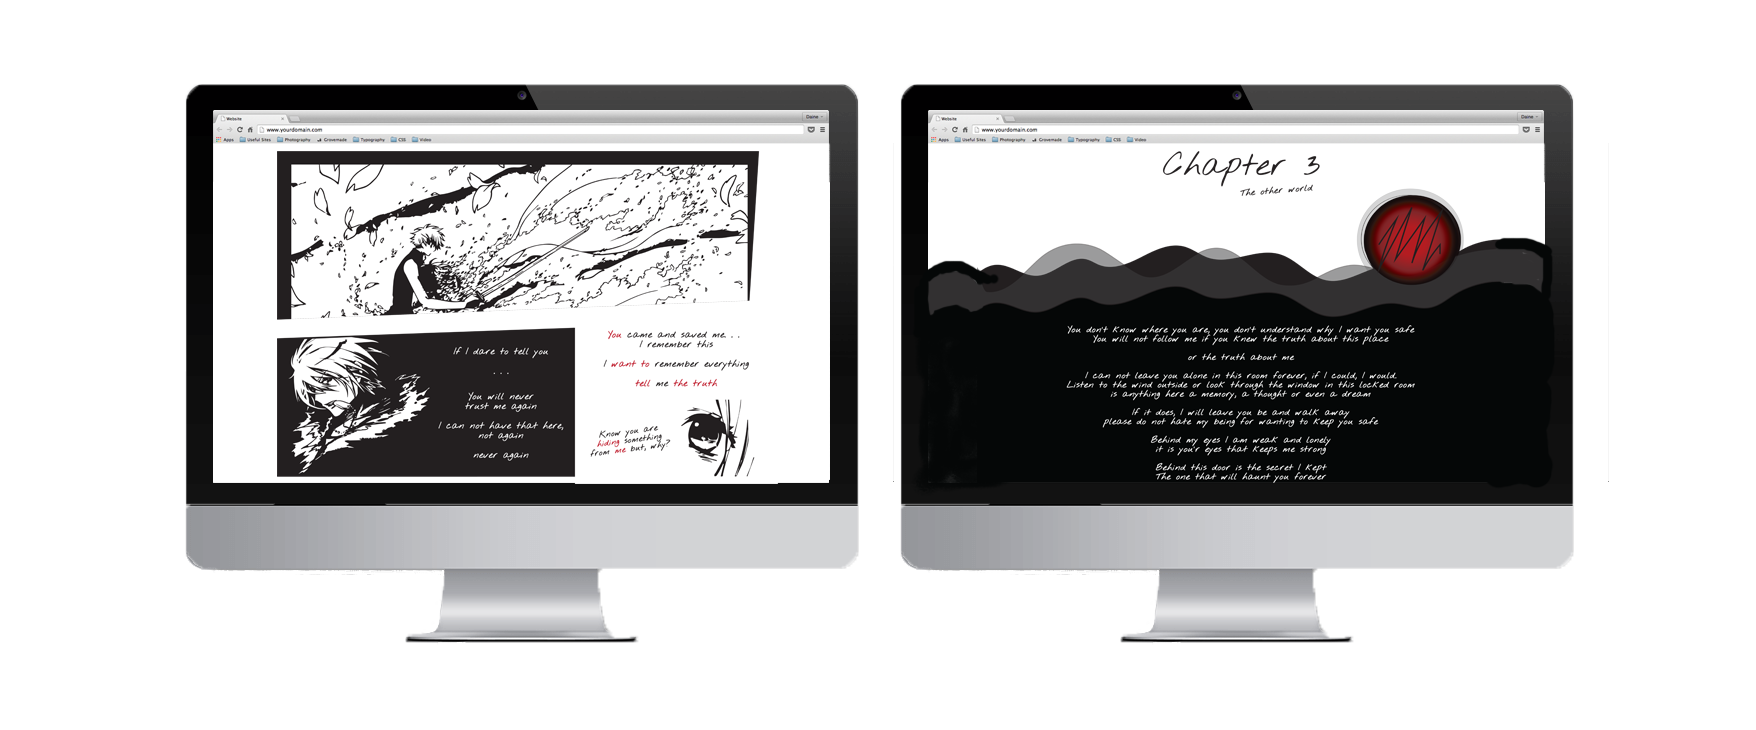 Website
Daine
www.yourdomain.com
Apps Useful Sites Photography Grovemade Typography CSS Video
If I dare to tell you
...
You will never
trust me again
I can not have that here,
not again
never again
You came and saved me...
I remember this
I want to remember everything
tell me the truth
Know you are
hiding something
from me but, why?
Website
Daine
www.yourdomain.com
Apps Useful Sites Photography Grovemade Typography CSS Video
Chapter 3
The other world
You don't know where you are, you don't understand why I want you safe
You will not follow me if you knew the truth about this place
or the truth about me
I can not leave you alone in this room forever, if I could, I would.
Listen to the wind outside or look through the window in this locked room
is anything here a memory, a thought or even a dream
If it does, I will leave you be and walk away
please do not hate my being for wanting to keep you safe
Behind my eyes I am weak and lonely
it is you'r eyes that keeps me strong
Behind this door is the secret I kept
The one that will haunt you forever